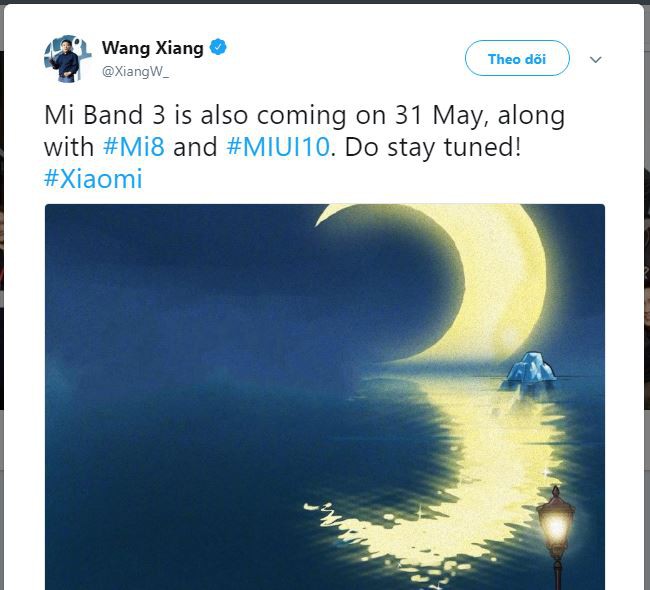 Wang Xiang
@XiangW_
Theo dõi
Mi Band 3 is also coming on 31 May, along
with #Mi8 and #MIUI10. Do stay tuned!
#Xiaomi